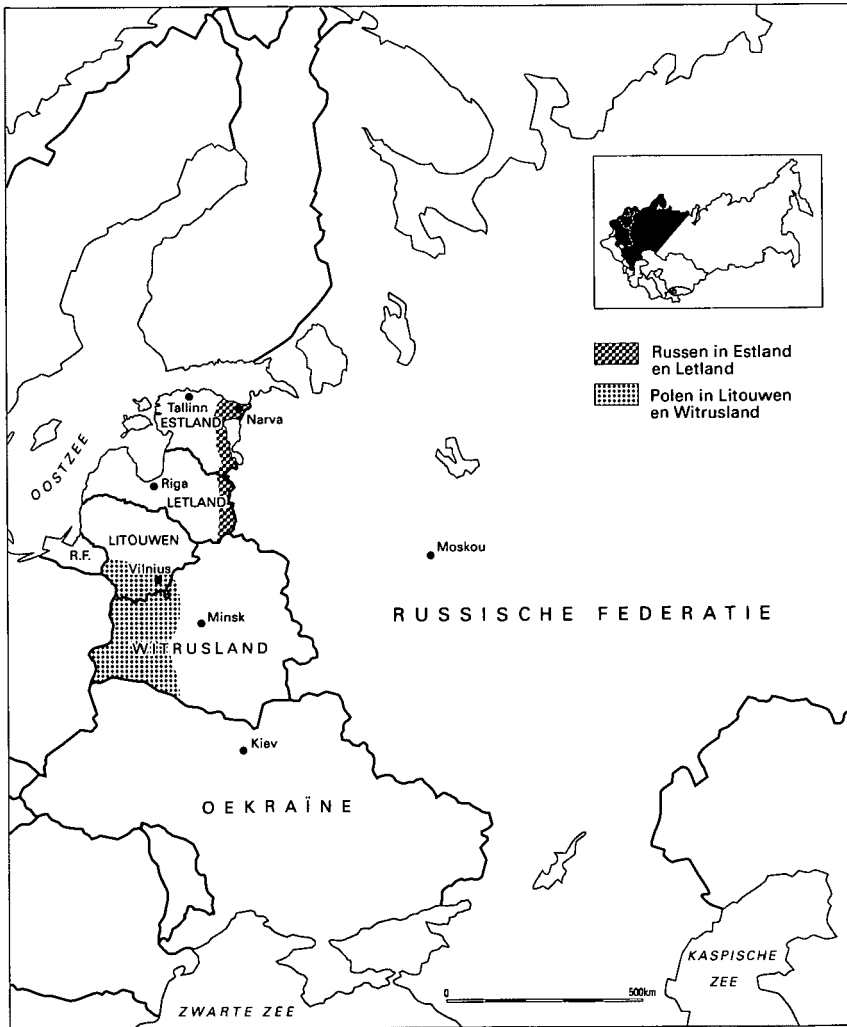 Russen in Estland
en Letland
Polen in Litouwen
en Witrusland
Tallinn
ESTLAND
Narva
OOSTZEE
Riga
LETLAND
LITOUWEN
R.F.
Vilnius
Moskou
Minsk
RUSSISCHE FEDERATIE
WITRUSLAND
Kiev
OEKRAÏNE
KASPISCHE
ZEE
0 500km
ZWARTE ZEE